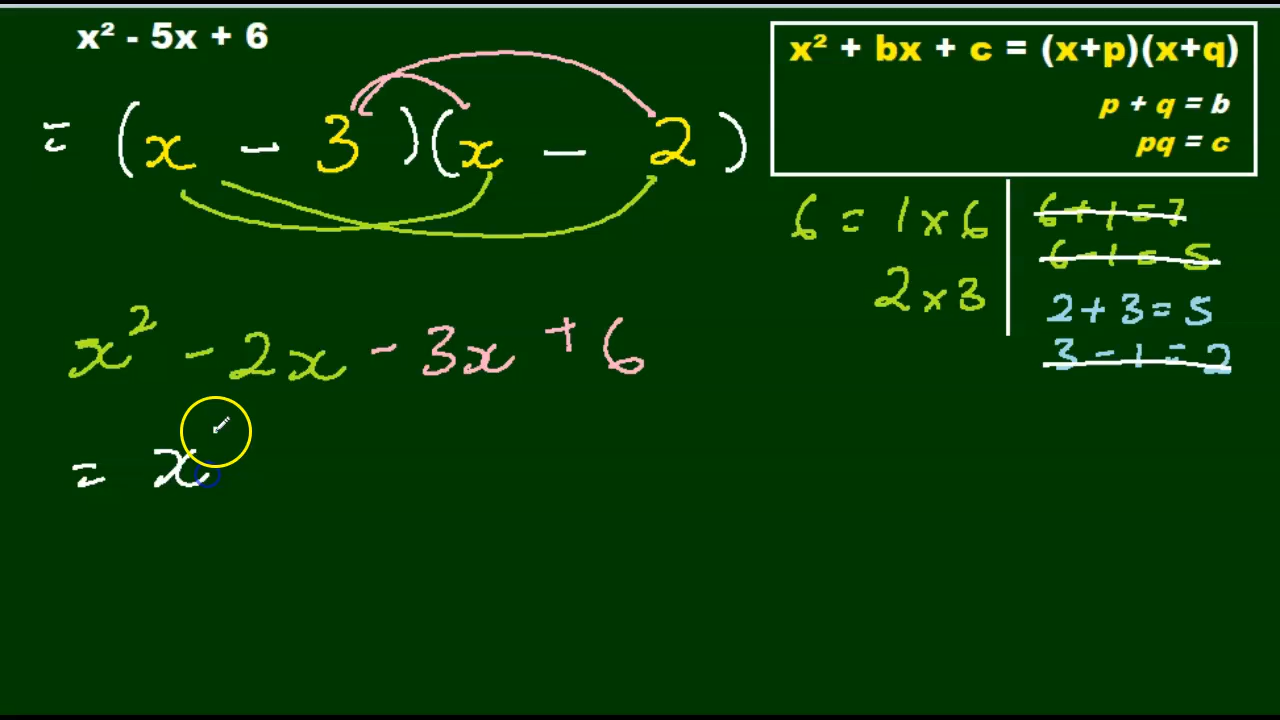 x² - 5x + 6
= (x - 3)(x - 2)
x² - 2x - 3x + 6
= x
x² + bx + c = (x+p)(x+q)
p + q = b
pq = c
6 = 1 x 6
2 x 3
6 + 1 = 7
6 - 1 = 5
2 + 3 = 5
3 - 1 = 2